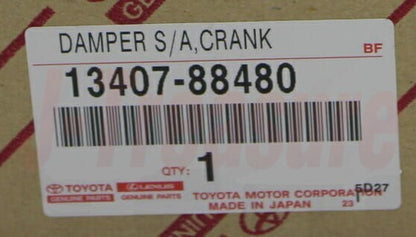 DAMPER S/A,CRANK
BF
13407-88480
QTY: 1
TOYOTA LEXUS TOYOTA MOTOR CORPORATION 5D27
GENUINE PARTS GENUINE PARTS MADE IN JAPAN 23